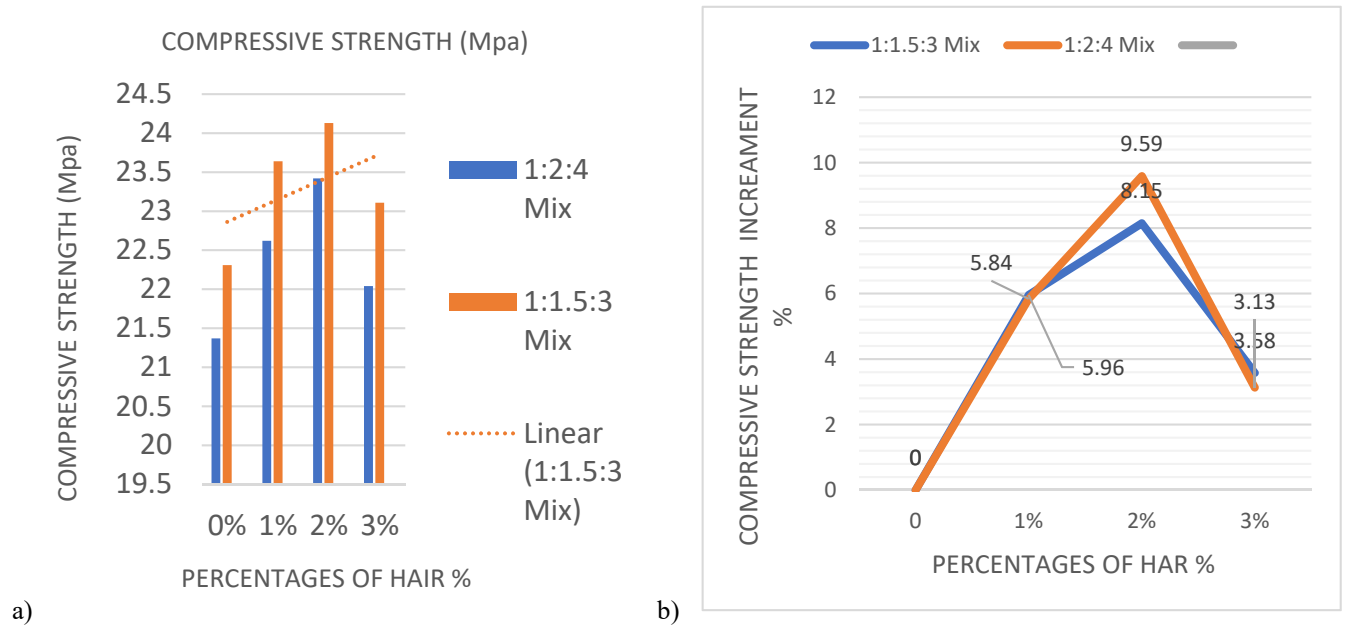 COMPRESSIVE STRENGTH (Mpa)
COMPRESSIVE STRENGTH (Mpa)
24.5
24
23.5
23
22.5
22
21.5
21
20.5
20
19.5
0% 1% 2% 3%
PERCENTAGES OF HAIR %
1:2:4
Mix
1:1.5:3
Mix
Linear
(1:1.5:3
Mix)
a)
1:1.5:3 Mix 1:2:4 Mix
COMPRESSIVE STRENGTH INCREAMENT
%
12
10
8
6
4
2
0
9.59
8.15
5.84
5.96
3.13
3.58
0
0 1% 2% 3%
PERCENTAGES OF HAR %
b)